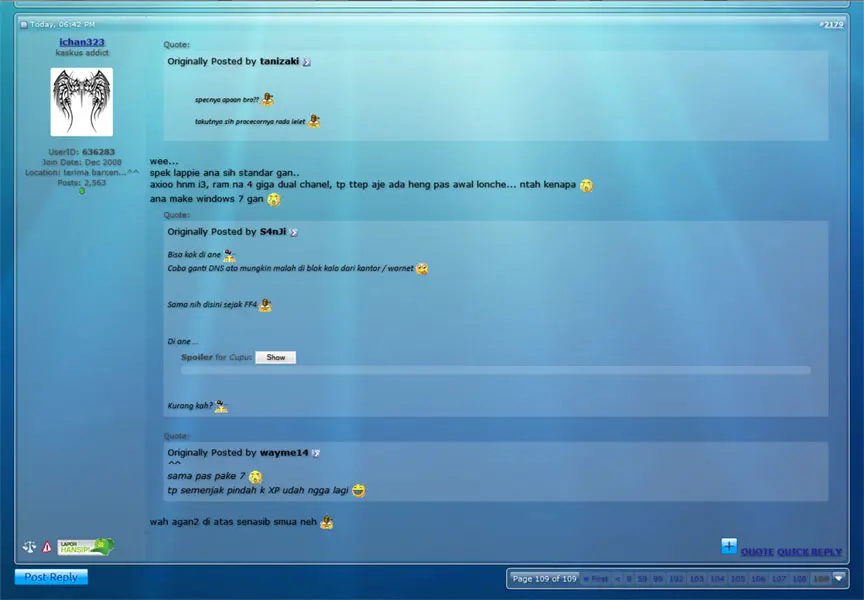 Today, 06:42 PM
#2179
ichan323
kaskus addict
UserID: 636283
Join Date: Dec 2008
Location: tarima barcen...^^
Posts: 2,563
Quote:
Originally Posted by tanizaki
specnya apaan bro??
takutnya sih procecornya rada lelet
wee...
spek lappie ana sih standar gan..
axioo hnm i3, ram na 4 giga dual chanel, tp ttep aje ada heng pas awal lonche... ntah kenapa
ana make windows 7 gan
Quote:
Originally Posted by S4nJi
Bisa kok di ane
Coba ganti DNS ato mungkin malah di blok kalo dari kantor / warnet
Sama nih disini sejak FF4
Di ane ...
Spoiler for Cupu: Show
Kurang kah?
Quote:
Originally Posted by wayme14
^^
sama pas pake 7
tp semenjak pindah k XP udah ngga lagi
wah agan2 di atas senasib smua neh
LAPOR
HANSIP!
QUOTE QUICK REPLY
Post Reply
Page 109 of 109 « First < 9 59 99 102 103 104 105 106 107 108 109